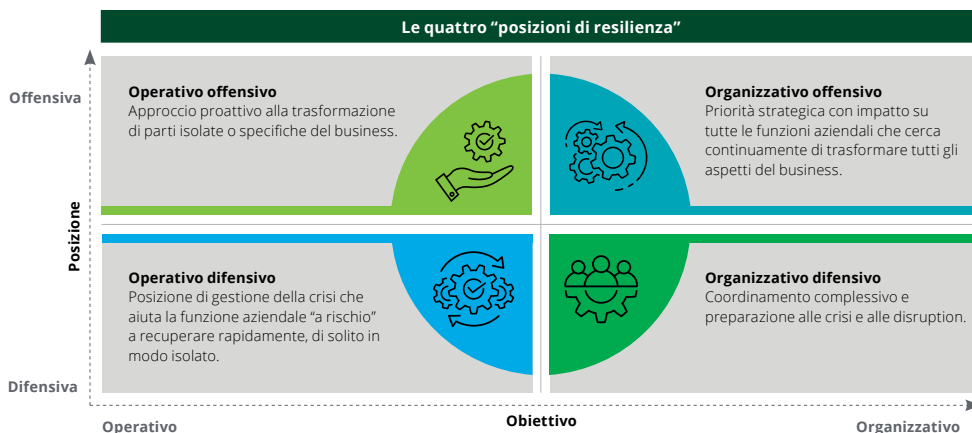 Le quattro “posizioni di resilienza”
Offensiva
Posizione
Difensiva
Operativo offensivo
Approccio proattivo alla trasformazione
di parti isolate o specifiche del business.
Organizzativo offensivo
Priorità strategica con impatto su
tutte le funzioni aziendali che cerca
continuamente di trasformare tutti gli
aspetti del business.
Operativo difensivo
Posizione di gestione della crisi che
aiuta la funzione aziendale “a rischio”
a recuperare rapidamente, di solito in
modo isolato.
Organizzativo difensivo
Coordinamento complessivo e
preparazione alle crisi e alle disruption.
Operativo
Obiettivo
Organizzativo